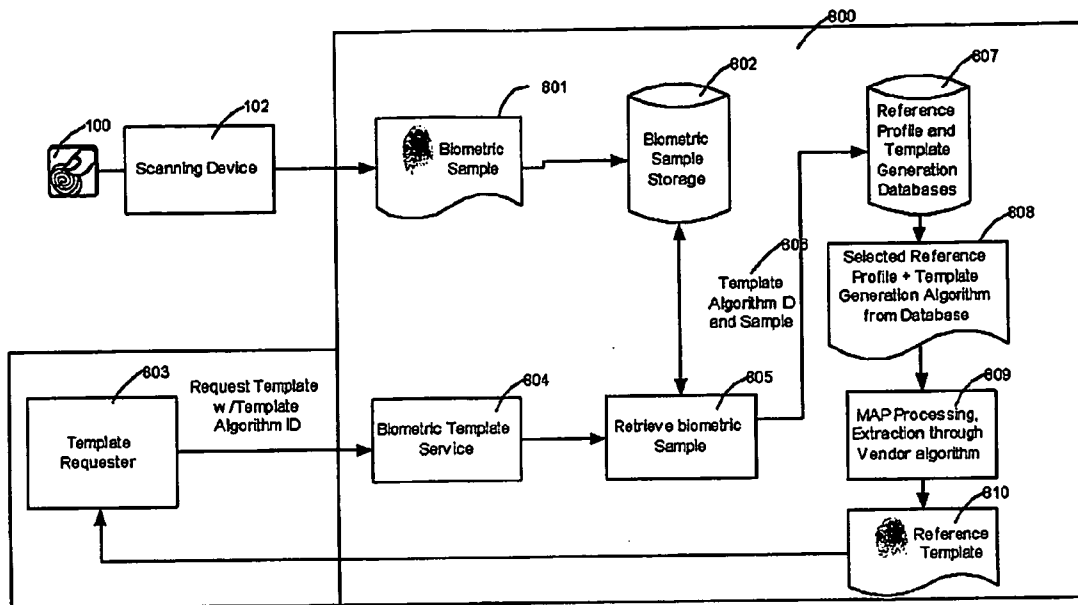 800
807
802
801
102
100
Scanning Device
Biometric
Sample
Biometric
Sample
Storage
Reference
Profile and
Template
Generation
Databases
808
806
Template
Algorithm ID
and Sample
Selected Reference
Profile + Template
Generation Algorithm
from Database
803
Request Template
w/Template
Algorithm ID
804
805
809
Template
Requester
Biometric Template
Service
Retrieve biometric
Sample
MAP Processing,
Extraction through
Vendor algorithm
810
Reference
Template